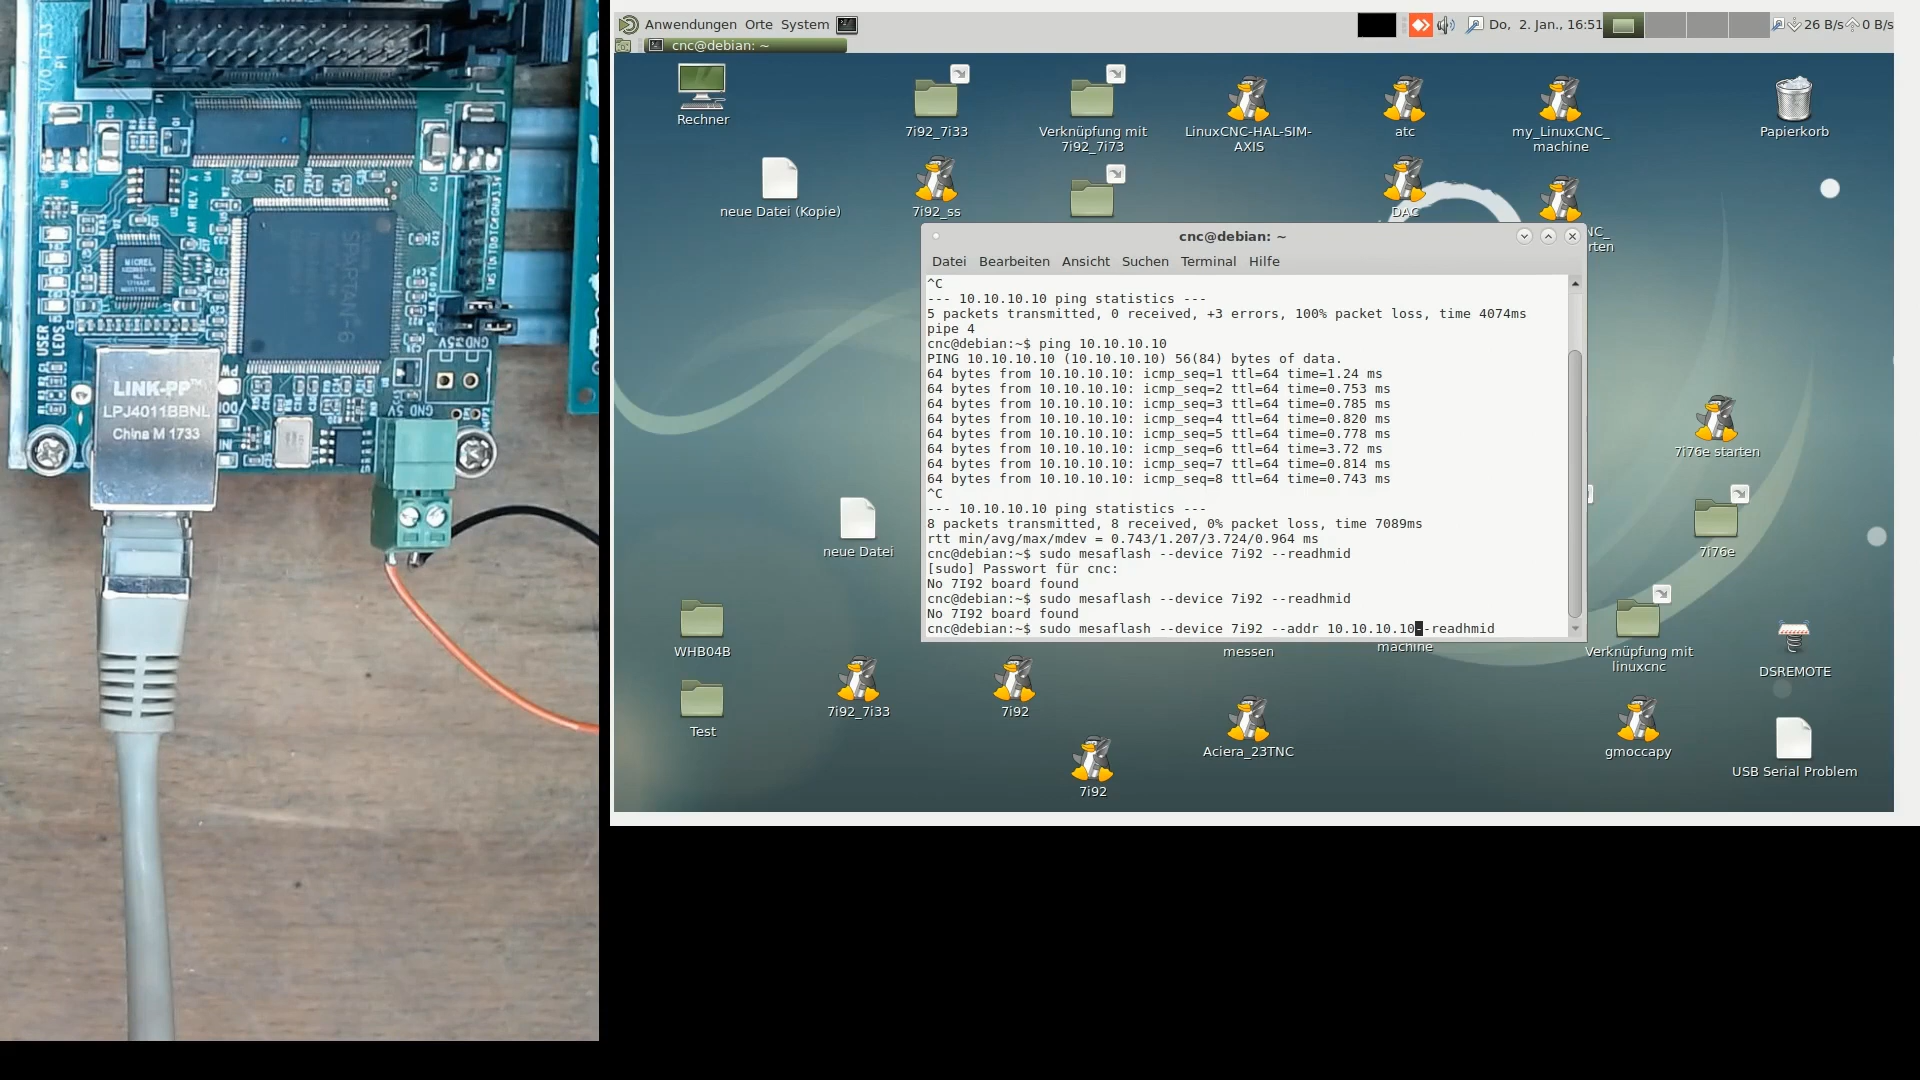 LINK-PP™
LPJ4011BBNL
China M 1733
USER
LEDS
MICREL
SPARTAN-6
ART REV. A
GND
5V
GND 5V
Anwendungen Orte System
Do, 2. Jan., 16:51
26 B/s
0 B/s
cnc@debian: ~
Rechner
7i92_7i33
Verknüpfung mit
7i92_7i73
LinuxCNC-HAL-SIM-
AXIS
atc
my_LinuxCNC_
machine
Papierkorb
neue Datei (Kopie)
7i92_ss
DAC
NC_
rten
cnc@debian: ~
Datei Bearbeiten Ansicht Suchen Terminal Hilfe
^C
--- 10.10.10.10 ping statistics ---
5 packets transmitted, 0 received, +3 errors, 100% packet loss, time 4074ms
pipe 4
cnc@debian:~$ ping 10.10.10.10
PING 10.10.10.10 (10.10.10.10) 56(84) bytes of data.
64 bytes from 10.10.10.10: icmp_seq=1 ttl=64 time=1.24 ms
64 bytes from 10.10.10.10: icmp_seq=2 ttl=64 time=0.753 ms
64 bytes from 10.10.10.10: icmp_seq=3 ttl=64 time=0.785 ms
64 bytes from 10.10.10.10: icmp_seq=4 ttl=64 time=0.820 ms
64 bytes from 10.10.10.10: icmp_seq=5 ttl=64 time=0.778 ms
64 bytes from 10.10.10.10: icmp_seq=6 ttl=64 time=3.72 ms
64 bytes from 10.10.10.10: icmp_seq=7 ttl=64 time=0.814 ms
64 bytes from 10.10.10.10: icmp_seq=8 ttl=64 time=0.743 ms
^C
--- 10.10.10.10 ping statistics ---
8 packets transmitted, 8 received, 0% packet loss, time 7089ms
rtt min/avg/max/mdev = 0.743/1.207/3.724/0.964 ms
cnc@debian:~$ sudo mesaflash --device 7i92 --readhmid
[sudo] Passwort für cnc:
No 7I92 board found
cnc@debian:~$ sudo mesaflash --device 7i92 --readhmid
No 7I92 board found
cnc@debian:~$ sudo mesaflash --device 7i92 --addr 10.10.10.10--readhmid
7i76e starten
neue Datei
7i76e
WHB04B
messen
machine
Verknüpfung mit
linuxcnc
DSREMOTE
Test
7i92_7i33
7i92
Aciera_23TNC
gmoccapy
USB Serial Problem
7i92